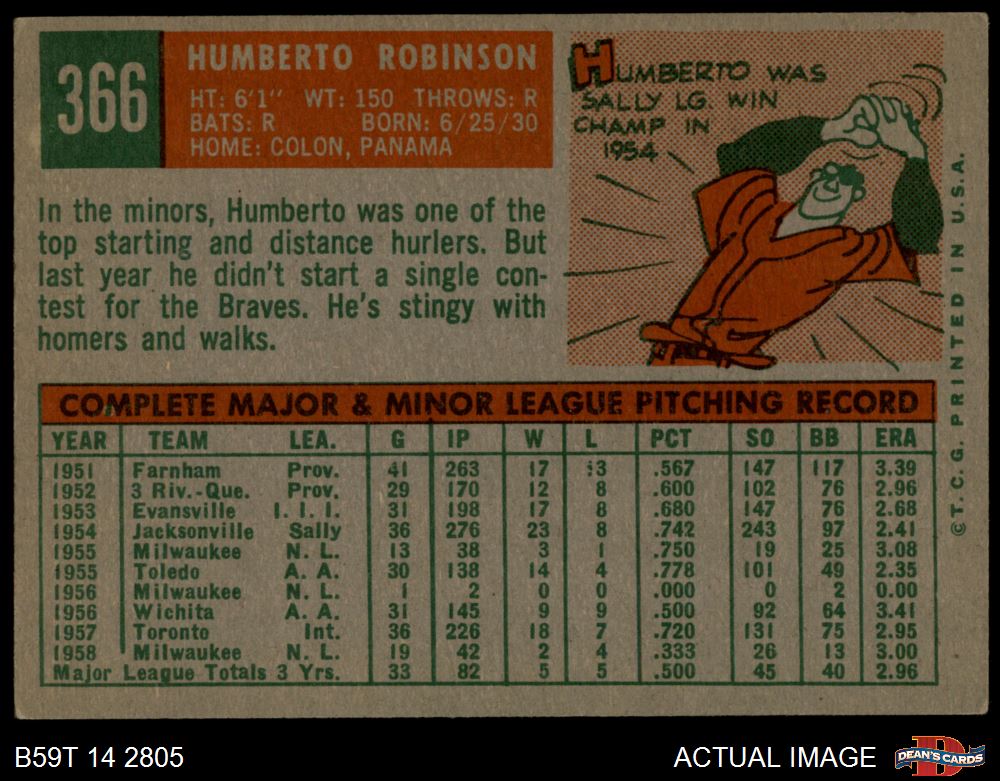 366
HUMBERTO ROBINSON
HT: 6'1" WT: 150 THROWS: R
BATS: R BORN: 6/25/30
HOME: COLON, PANAMA
HUMBERTO WAS
SALLY LG. WIN
CHAMP IN
1954
In the minors, Humberto was one of the
top starting and distance hurlers. But
last year he didn't start a single con-
test for the Braves. He's stingy with
homers and walks.
COMPLETE MAJOR & MINOR LEAGUE PITCHING RECORD
YEAR TEAM LEA. G IP W L PCT SO BB ERA
1951 Farnham Prov. 41 263 17 13 .567 147 117 3.39
1952 3 Riv.-Que. Prov. 29 170 12 8 .600 102 76 2.96
1953 Evansville I. I. I. 31 198 17 8 .680 147 76 2.68
1954 Jacksonville Sally 36 276 23 8 .742 243 97 2.41
1955 Milwaukee N. L. 13 38 3 1 .750 19 25 3.08
1955 Toledo A. A. 30 138 14 4 .778 101 49 2.35
1956 Milwaukee N. L. 1 2 0 0 .000 0 2 0.00
1956 Wichita A. A. 31 145 9 9 .500 92 64 3.41
1957 Toronto Int. 36 226 18 7 .720 131 75 2.95
1958 Milwaukee N. L. 19 42 2 4 .333 26 13 3.00
Major League Totals 3 Yrs. 33 82 5 5 .500 45 40 2.96
©T. C. G. PRINTED IN U.S.A.
B59T 14 2805
ACTUAL IMAGE
D
DEAN'S CARDS